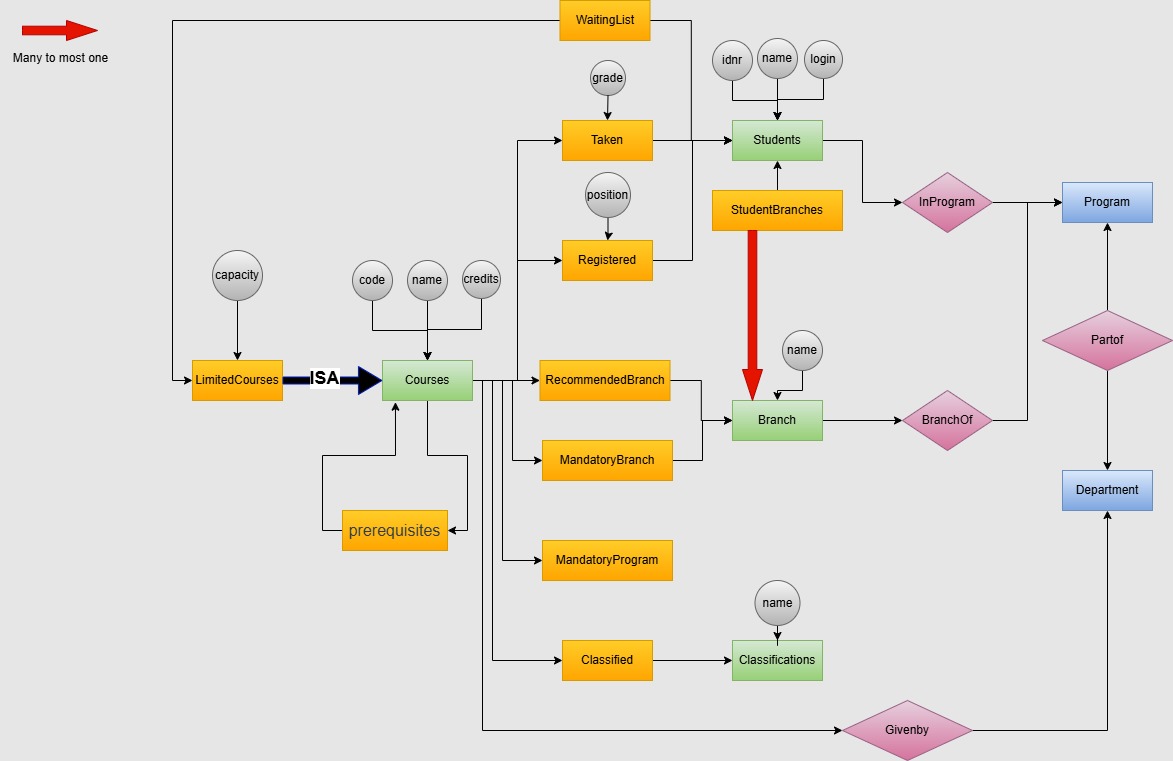 WaitingList
Many to most one
idnr
name
login
grade
Taken
Students
position
StudentBranches
InProgram
Program
Registered
capacity
code
name
credits
Partof
name
LimitedCourses
ISA
Courses
RecommendedBranch
Branch
BranchOf
MandatoryBranch
Department
prerequisites
MandatoryProgram
name
Classified
Classifications
Givenby